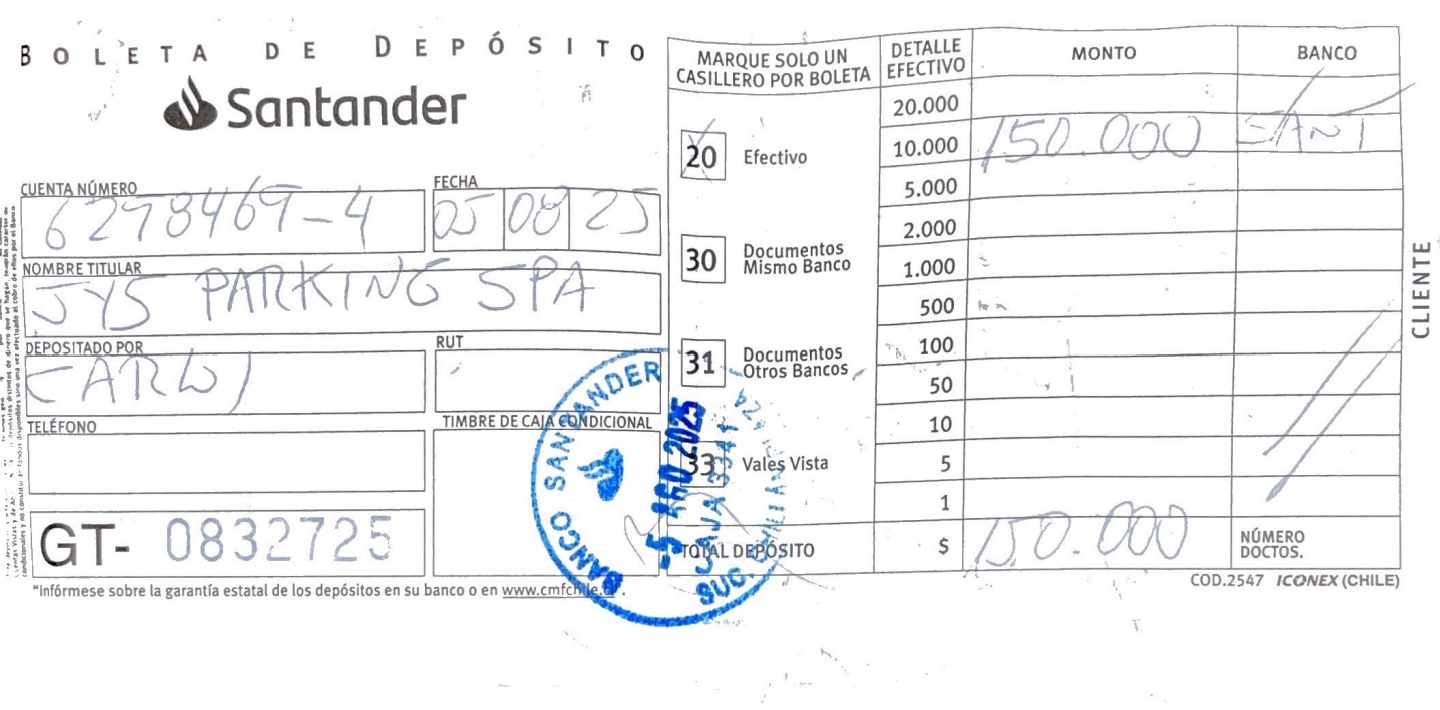 BOLETA DE DEPÓSITO
Santander
CUENTA NÚMERO
6278469-4
FECHA
05 08 25
NOMBRE TITULAR
JYS PARKING SPA
DEPOSITADO POR
RUT
TELÉFONO
TIMBRE DE CAJA CONDICIONAL
GT- 0832725
*Infórmese sobre la garantía estatal de los depósitos en su banco o en www.cmfchile.cl.
MARQUE SOLO UN
CASILLERO POR BOLETA
20 Efectivo
30 Documentos
Mismo Banco
31 Documentos
Otros Bancos
33 Vales Vista
TOTAL DEPÓSITO
DETALLE
EFECTIVO
MONTO
BANCO
20.000
10.000 150.000 SANT
5.000
2.000
1.000
500
100
50
10
5
1
$ 150.000
NÚMERO
DOCTOS.
COD.2547 ICONEX (CHILE)
CLIENTE
BANCO SANTANDER
-5 AGO 2025
CAJA 3341
SUC.